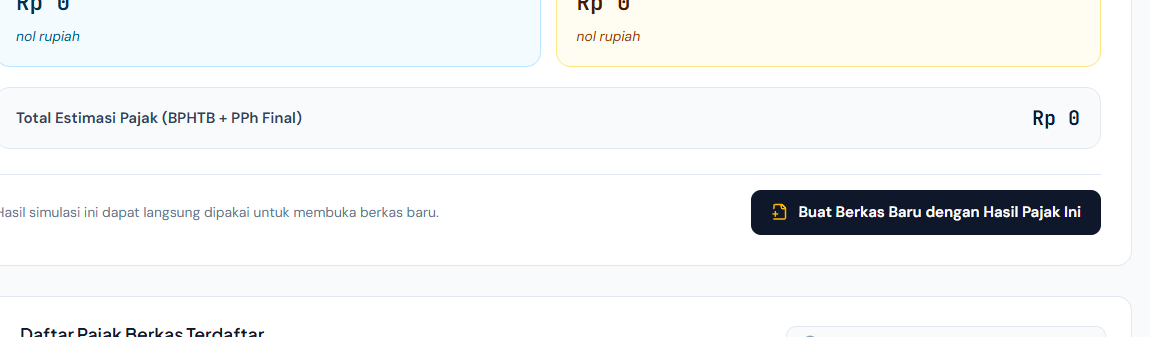 Rp 0
Rp 0
nol rupiah
nol rupiah
Total Estimasi Pajak (BPHTB + PPh Final)
Rp 0
Hasil simulasi ini dapat langsung dipakai untuk membuka berkas baru.
Buat Berkas Baru dengan Hasil Pajak Ini
Daftar Pajak Berkas Terdaftar